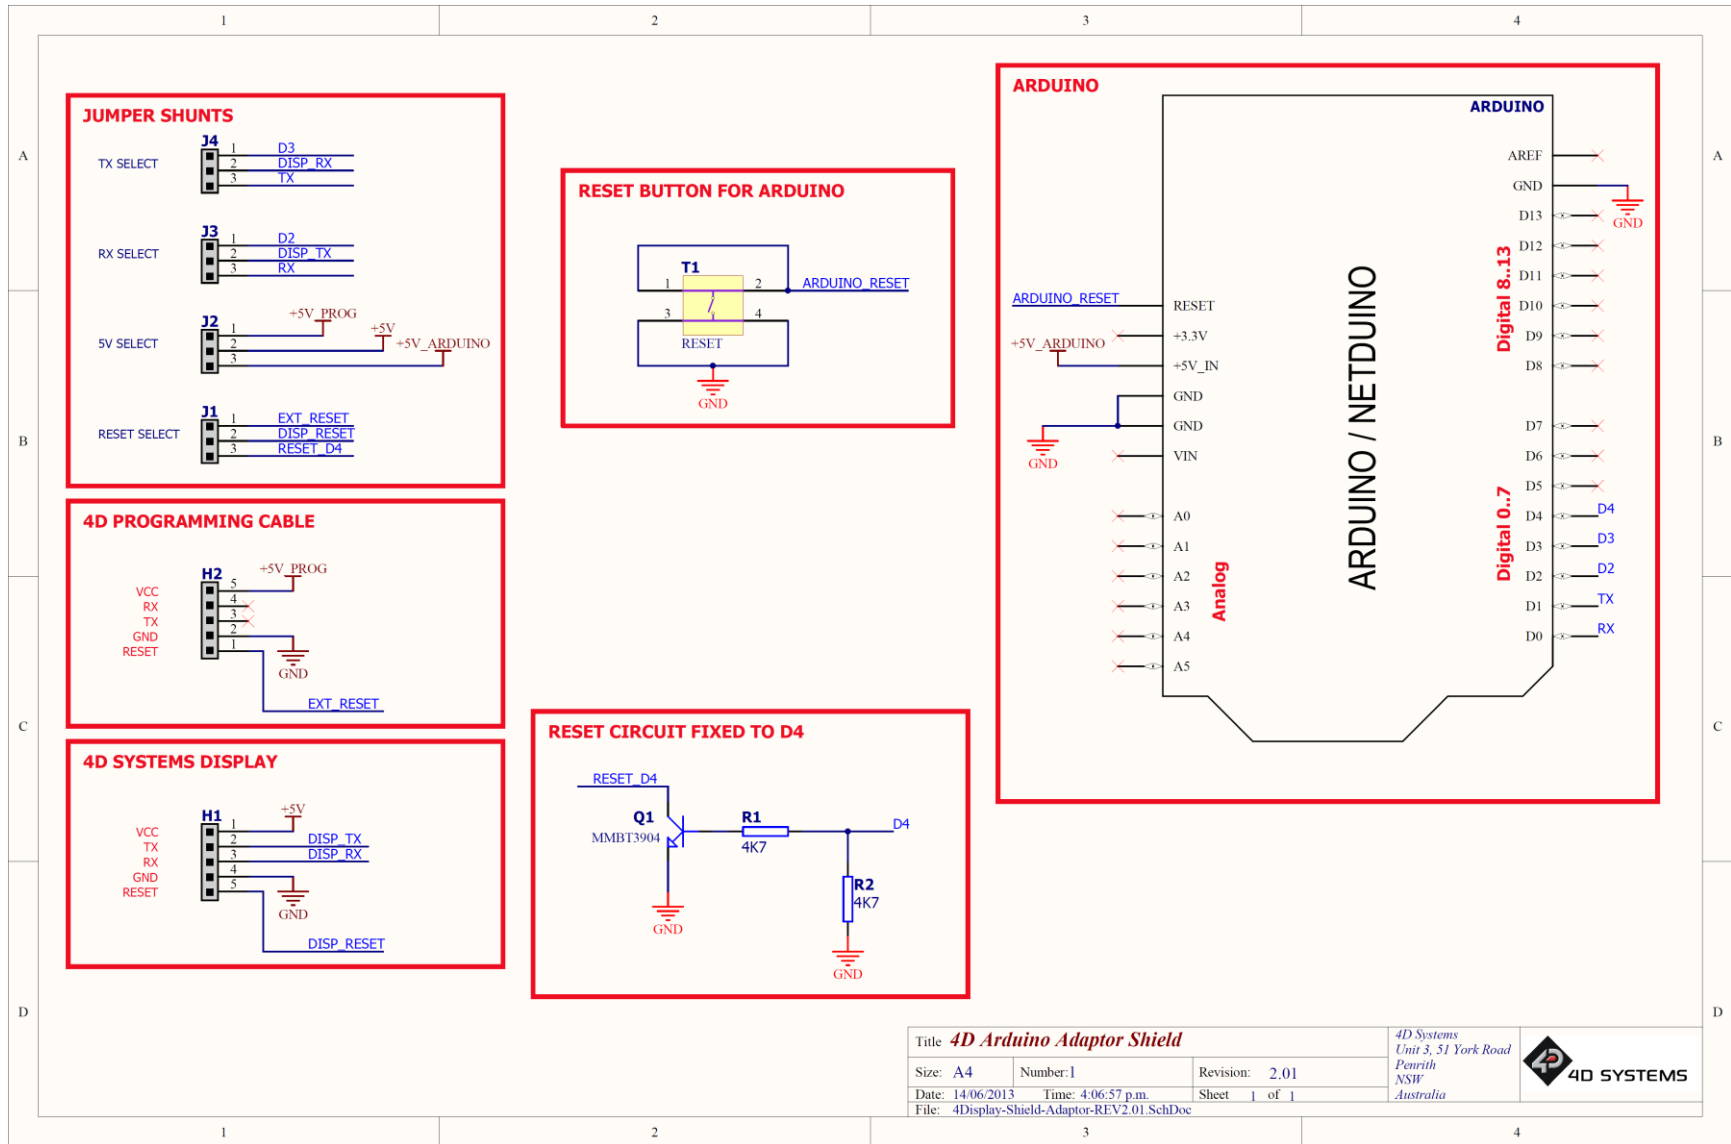 1 2 3 4
A A
B B
C C
D D
1 2 3 4
JUMPER SHUNTS
J4
TX SELECT
1 D3
2 DISP_RX
3 TX
J3
RX SELECT
1 D2
2 DISP_TX
3 RX
J2
5V SELECT
1 +5V_PROG
2 +5V
3 +5V_ARDUINO
J1
RESET SELECT
1 EXT_RESET
2 DISP_RESET
3 RESET_D4
4D PROGRAMMING CABLE
H2
+5V_PROG
VCC 5
RX 4
TX 3
GND 2
RESET 1
GND
EXT_RESET
4D SYSTEMS DISPLAY
H1
+5V
VCC 1
TX 2 DISP_TX
RX 3 DISP_RX
GND 4
RESET 5
GND
DISP_RESET
RESET BUTTON FOR ARDUINO
T1
1 2 ARDUINO_RESET
3 4
RESET
GND
RESET CIRCUIT FIXED TO D4
RESET_D4
Q1
MMBT3904
R1
4K7
D4
R2
4K7
GND
GND
ARDUINO
ARDUINO
ARDUINO / NETDUINO
ARDUINO_RESET RESET
+3.3V
+5V_ARDUINO +5V_IN
GND
GND
GND
VIN
A0
A1
A2
A3
A4
A5
Analog
AREF
GND
GND
D13
D12
D11
D10
D9
D8
Digital 8..13
D7
D6
D5
D4 D4
D3 D3
D2 D2
D1 TX
D0 RX
Digital 0..7
Title 4D Arduino Adaptor Shield
Size: A4 Number:1 Revision: 2.01
Date: 14/06/2013 Time: 4:06:57 p.m. Sheet 1 of 1
File: 4Display-Shield-Adaptor-REV2.01.SchDoc
4D Systems
Unit 3, 51 York Road
Penrith
NSW
Australia
4D SYSTEMS